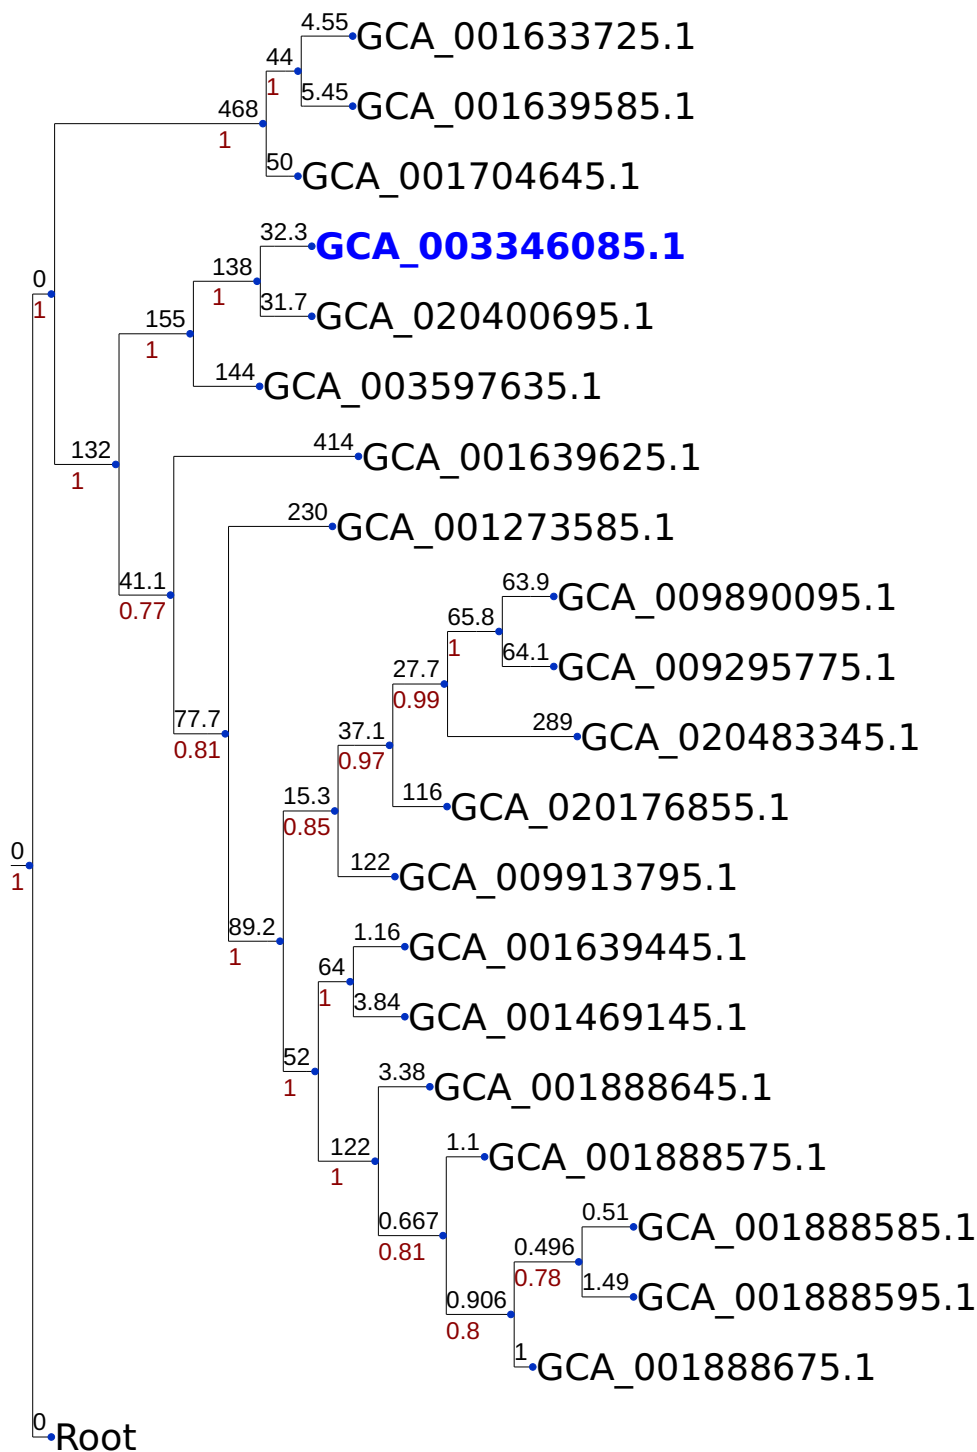 4.55
GCA_001633725.1
44
1
5.45
GCA_001639585.1
468
1
50
GCA_001704645.1
32.3
GCA_003346085.1
138
1
31.7
GCA_020400695.1
0
1
155
1
144
GCA_003597635.1
132
1
414
GCA_001639625.1
230
GCA_001273585.1
41.1
0.77
63.9
GCA_009890095.1
65.8
1
64.1
GCA_009295775.1
27.7
0.99
289
GCA_020483345.1
77.7
0.81
37.1
0.97
116
GCA_020176855.1
15.3
0.85
122
GCA_009913795.1
0
1
89.2
1
1.16
GCA_001639445.1
64
1
3.84
GCA_001469145.1
52
1
3.38
GCA_001888645.1
122
1
1.1
GCA_001888575.1
0.667
0.81
0.51
GCA_001888585.1
0.496
0.78
1.49
GCA_001888595.1
0.906
0.8
1
GCA_001888675.1
0
Root